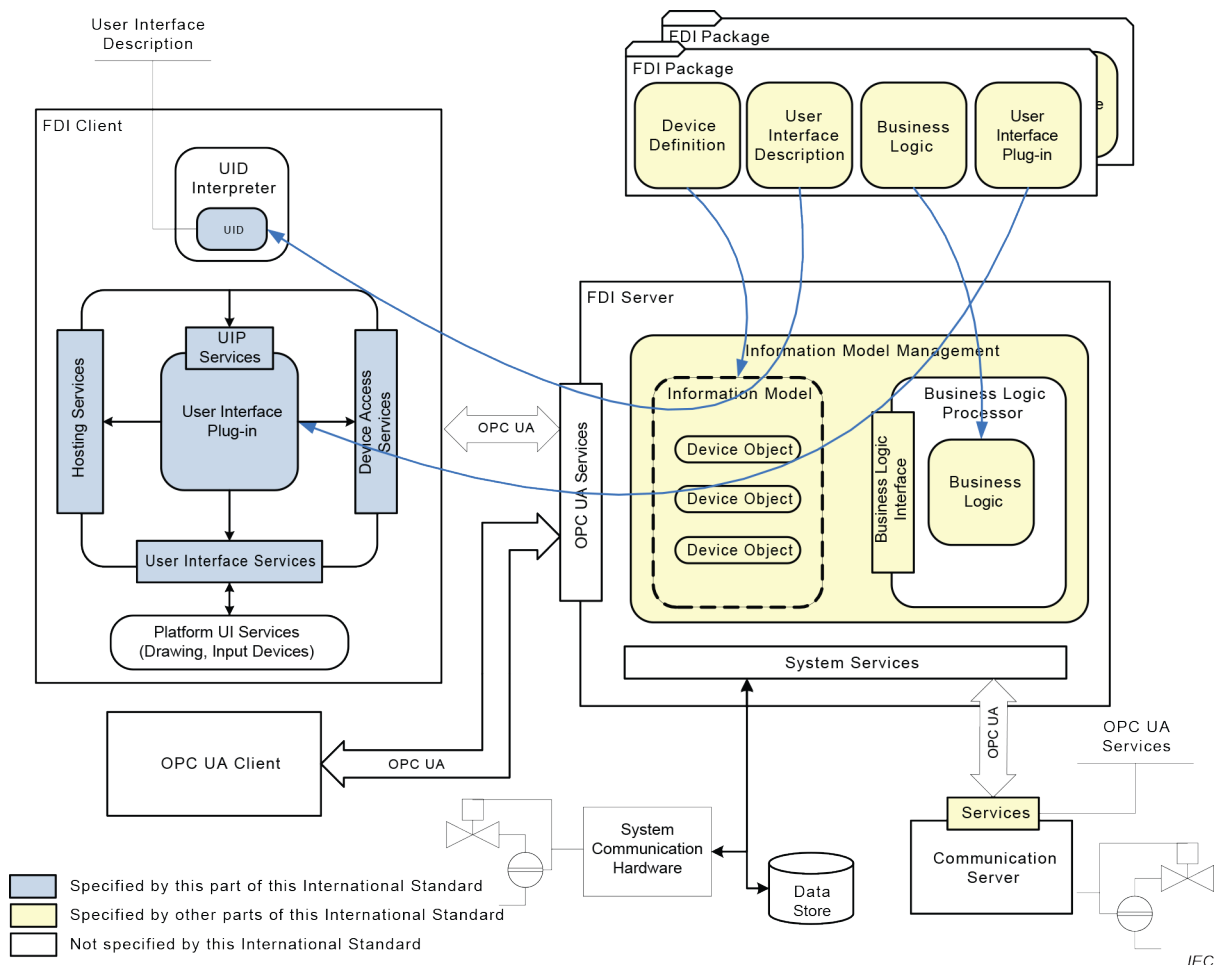 User Interface
Description
FDI Package
FDI Package
Device
Definition
User
Interface
Description
Business
Logic
User
Interface
Plug-in
e
FDI Client
UID
Interpreter
UID
UIP
Services
Hosting Services
User Interface
Plug-in
Device Access
Services
User Interface Services
Platform UI Services
(Drawing, Input Devices)
OPC UA
FDI Server
OPC UA Services
Information Model Management
Information Model
Device Object
Device Object
Device Object
Business Logic
Processor
Business Logic
Interface
Business
Logic
System Services
OPC UA Client
OPC UA
OPC UA
OPC UA
Services
Services
Communication
Server
System
Communication
Hardware
Data
Store
Specified by this part of this International Standard
Specified by other parts of this International Standard
Not specified by this International Standard
IEC